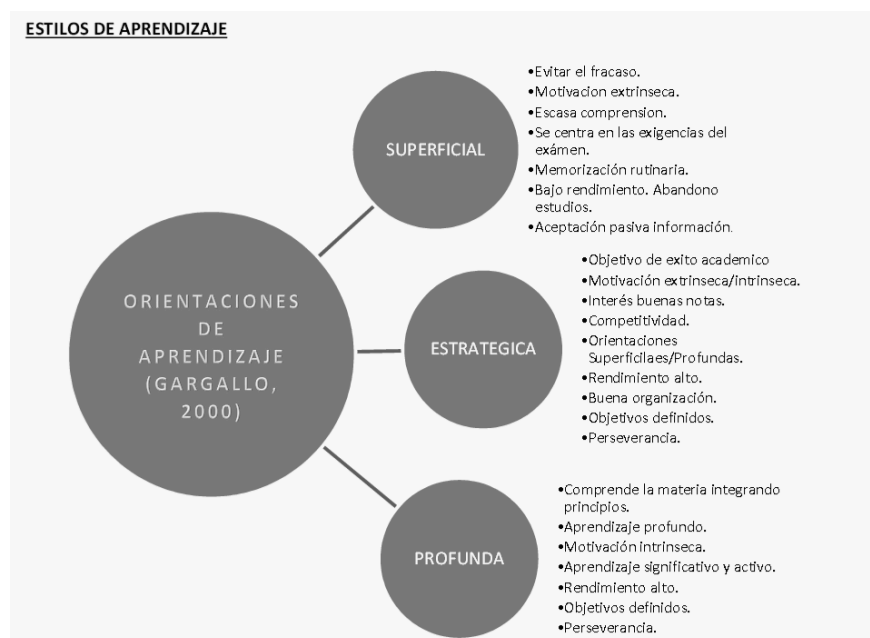 ESTILOS DE APRENDIZAJE
ORIENTACIONES
DE
APRENDIZAJE
(GARGALLO,
2000)
SUPERFICIAL
•Evitar el fracaso.
•Motivacion extrinseca.
•Escasa comprension.
•Se centra en las exigencias del
exámen.
•Memorización rutinaria.
•Bajo rendimiento. Abandono
estudios.
•Aceptación pasiva información.
ESTRATEGICA
•Objetivo de exito academico
•Motivación extrinseca/intrinseca.
•Interés buenas notas.
•Competitividad.
•Orientaciones
Superficilaes/Profundas.
•Rendimiento alto.
•Buena organización.
•Objetivos definidos.
•Perseverancia.
PROFUNDA
•Comprende la materia integrando
principios.
•Aprendizaje profundo.
•Motivación intrinseca.
•Aprendizaje significativo y activo.
•Rendimiento alto.
•Objetivos definidos.
•Perseverancia.